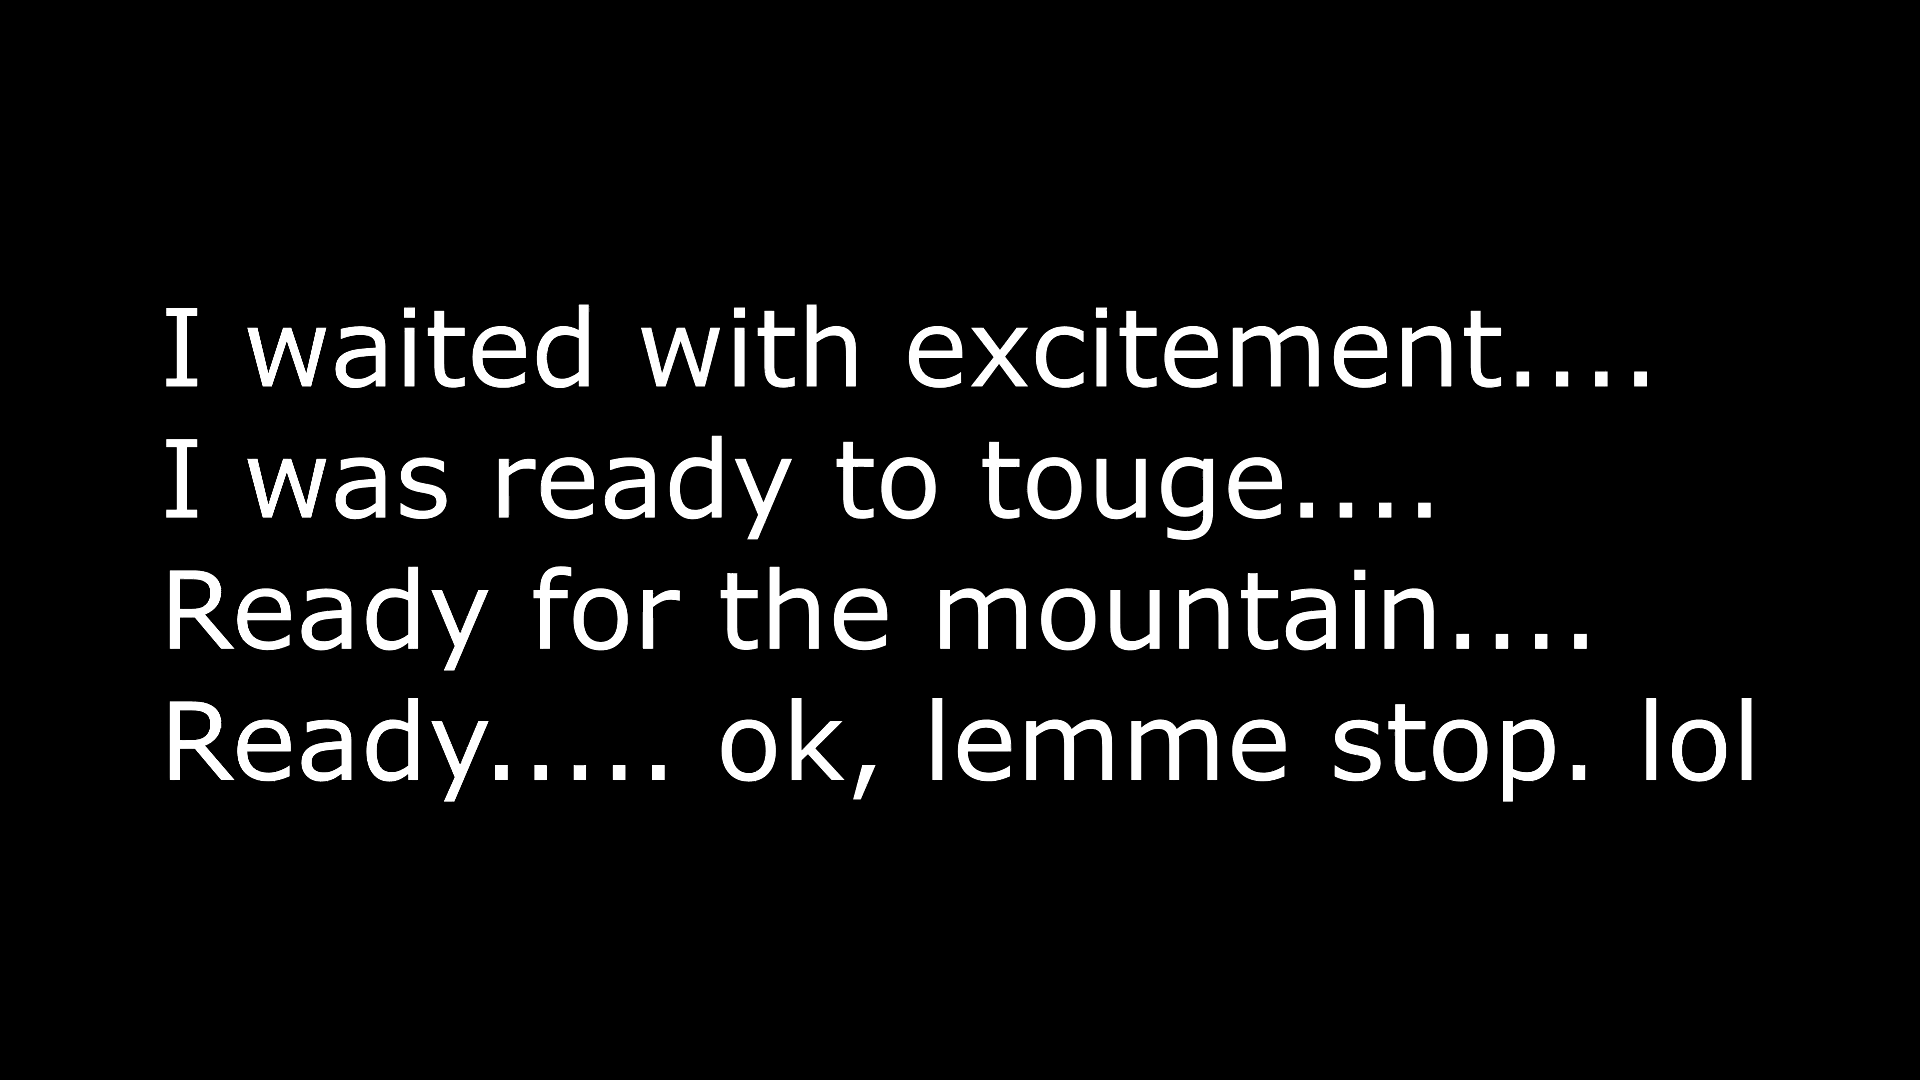 I waited with excitement....
I was ready to touge....
Ready for the mountain....
Ready..... ok, lemme stop. lol